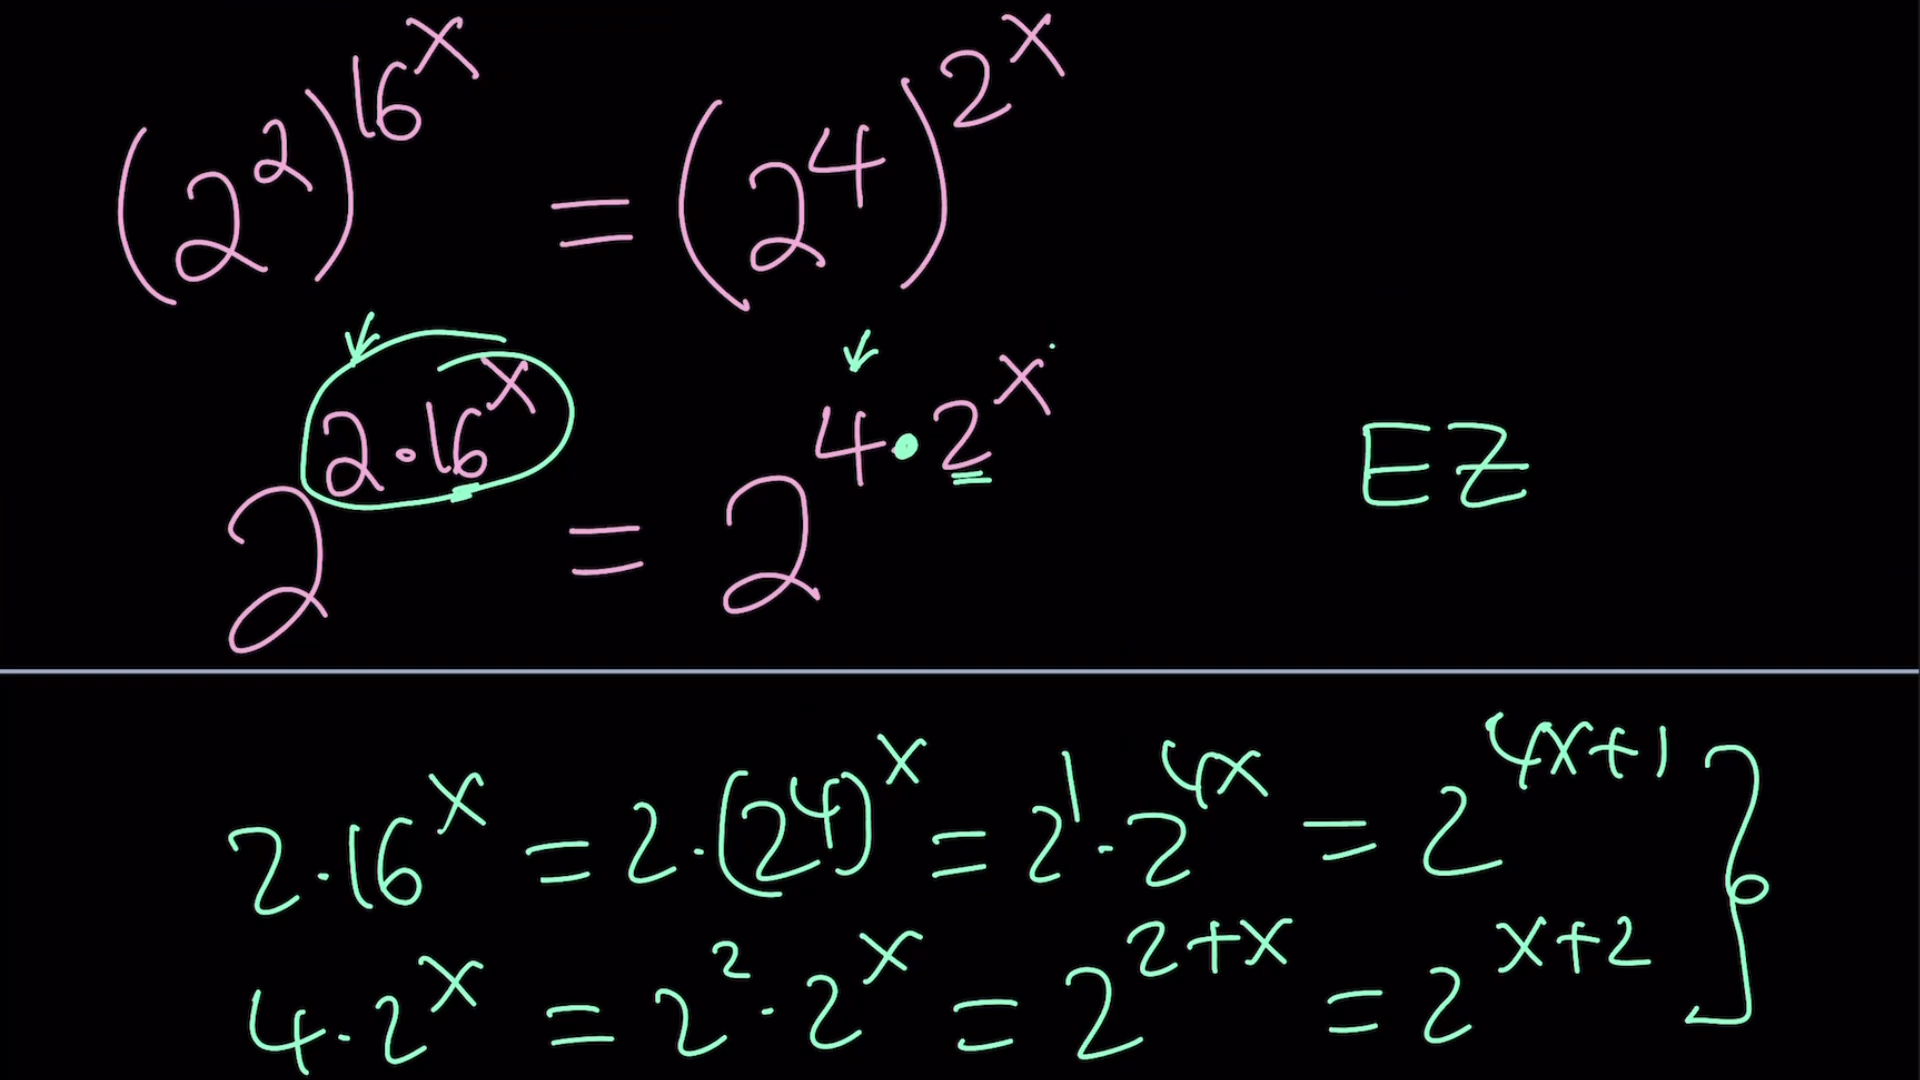 (2^2)^{16^x} = (2^4)^{2^x}
2^{2·16^x} = 2^{4·2^x}
EZ
2·16^x = 2·(2^4)^x = 2^1·2^{4x} = 2^{4x+1}
4·2^x = 2^2·2^x = 2^{2+x} = 2^{x+2}